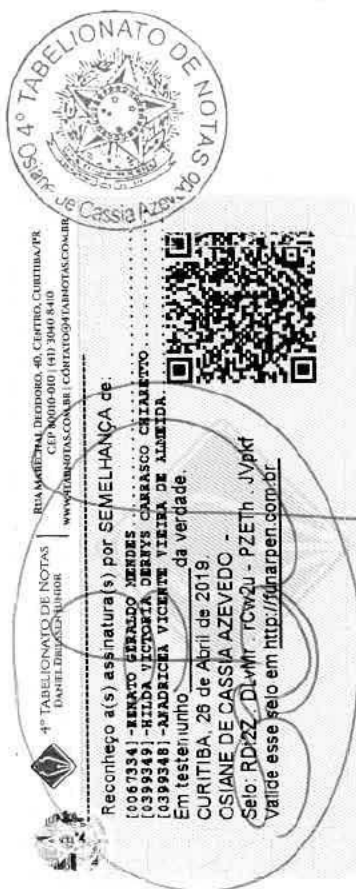 4º TABELIONATO DE NOTAS
DANIEL DRIESSEN JUNIOR
RUA MARECHAL DEODORO, 40, CENTRO, CURITIBA/PR
CEP 80010-010 | (41) 3040 8410
WWW.4TABNOTAS.COM.BR | CONTATO@4TABNOTAS.COM.BR
Reconheço a(s) assinatura(s) por SEMELHANÇA de:
[0067334]-RENATO GERALDO MENDES
[0399349]-HILDA VICTORIA DERNYS CARRASCO CHIARETTO
[0399348]-APADRICHA VICENTE VIEIRA DE ALMEIDA
Em testemunho da verdade.
CURITIBA, 26 de Abril de 2019.
OSIANE DE CASSIA AZEVEDO -
Selo: RDr2Z . DLvMr . rCw2u - PZETh . JVpkf
Valide esse selo em http://funarpen.com.br
4º TABELIONATO DE NOTAS
Osiane de Cassia Azevedo